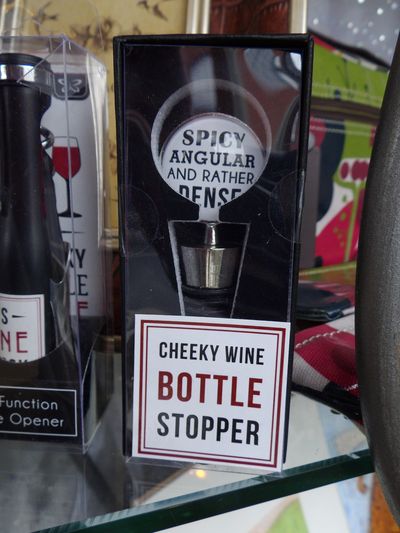 SPICY
ANGULAR
AND RATHER
DENSE
CHEEKY WINE
BOTTLE
STOPPER
Function
Opener